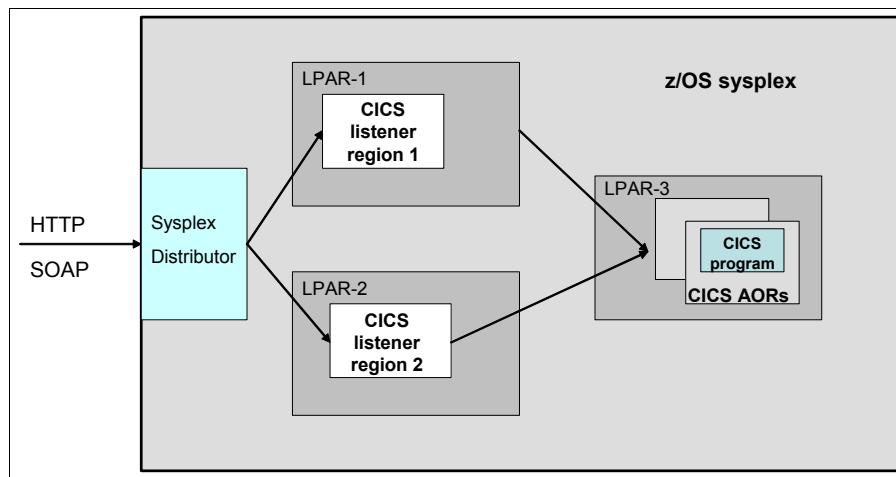 z/OS sysplex
LPAR-1
CICS
listener
region 1
HTTP
SOAP
Sysplex
Distributor
LPAR-2
CICS
listener
region 2
LPAR-3
CICS
program
CICS AORs